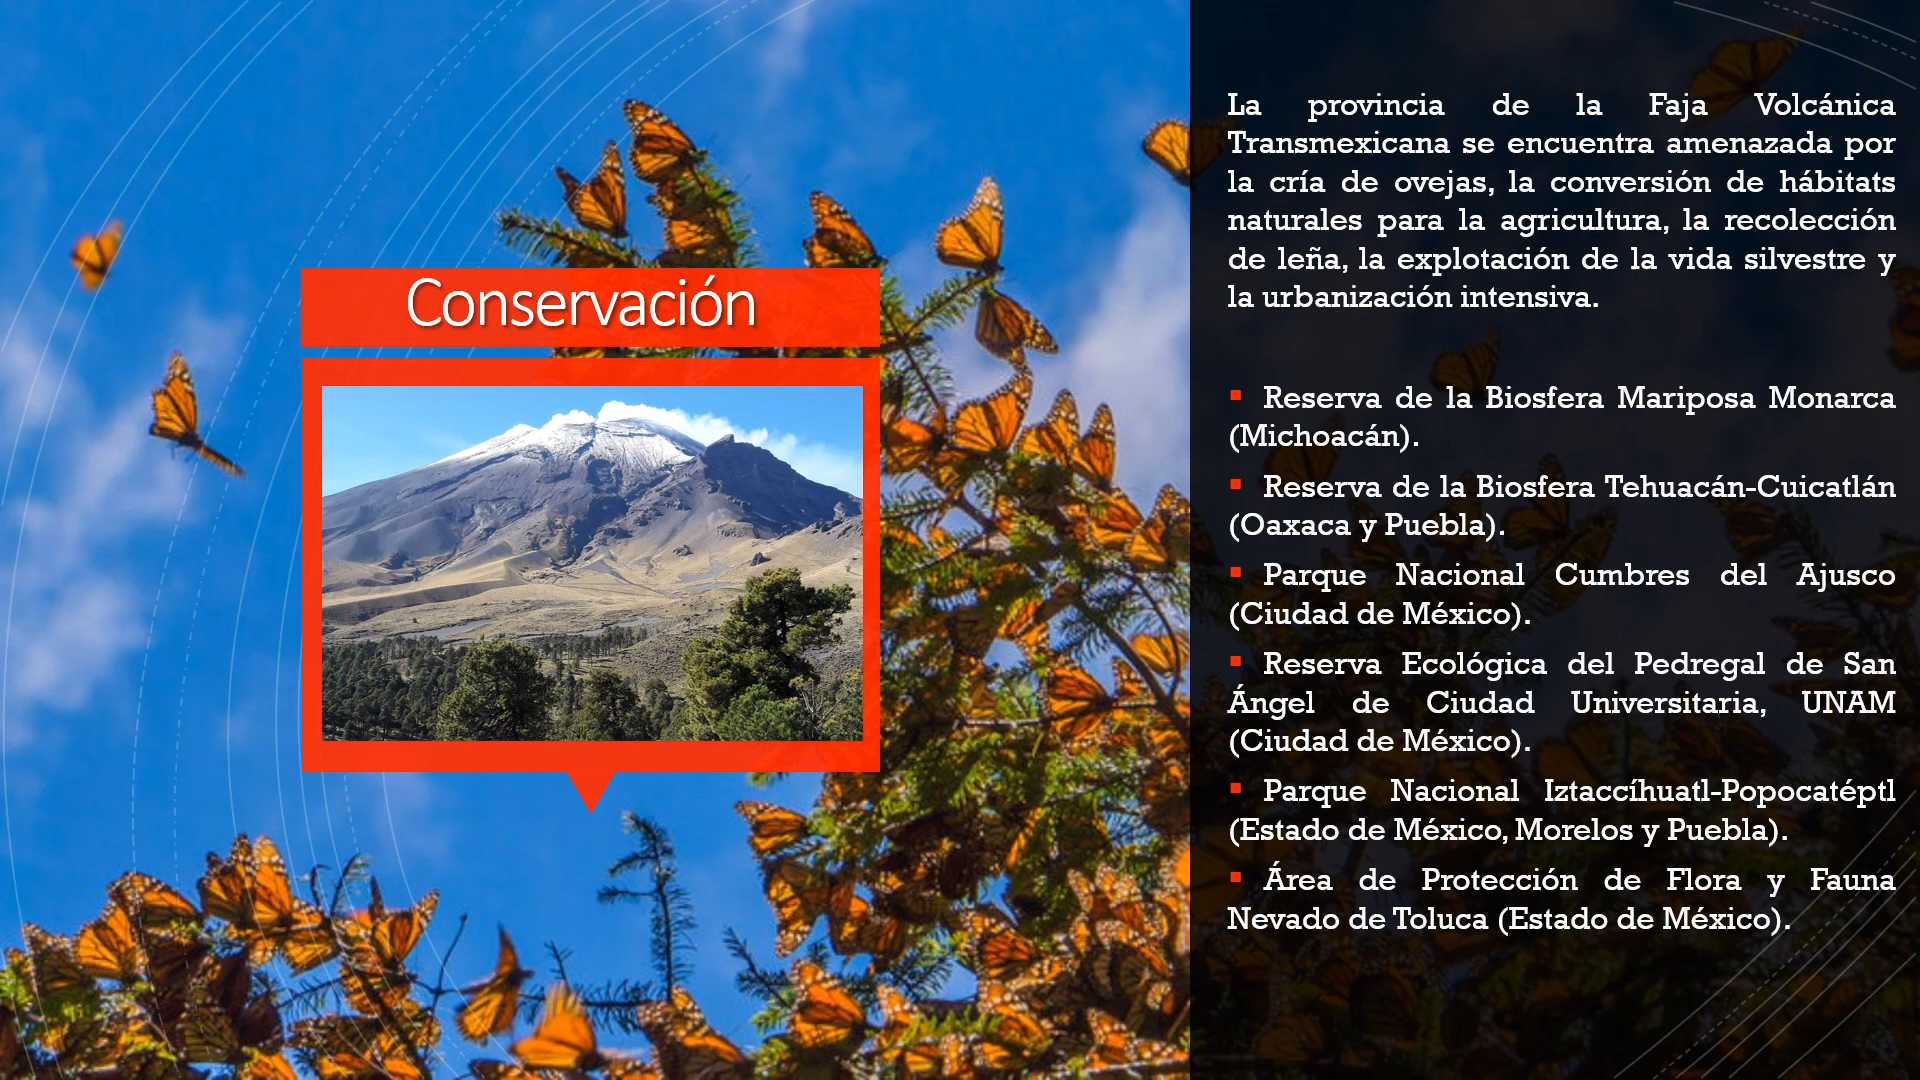 Conservación
La provincia de la Faja Volcánica
Transmexicana se encuentra amenazada por
la cría de ovejas, la conversión de hábitats
naturales para la agricultura, la recolección
de leña, la explotación de la vida silvestre y
la urbanización intensiva.
▪ Reserva de la Biosfera Mariposa Monarca
(Michoacán).
▪ Reserva de la Biosfera Tehuacán-Cuicatlán
(Oaxaca y Puebla).
▪ Parque Nacional Cumbres del Ajusco
(Ciudad de México).
▪ Reserva Ecológica del Pedregal de San
Ángel de Ciudad Universitaria, UNAM
(Ciudad de México).
▪ Parque Nacional Iztaccíhuatl-Popocatéptl
(Estado de México, Morelos y Puebla).
▪ Área de Protección de Flora y Fauna
Nevado de Toluca (Estado de México).